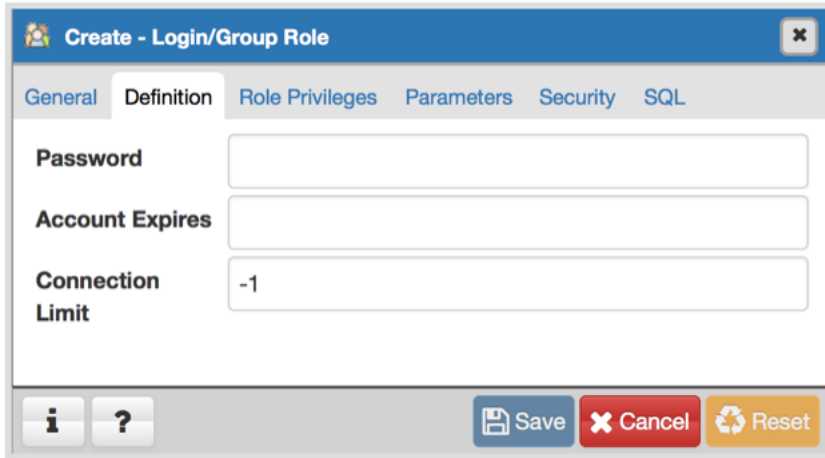 Create - Login/Group Role
General Definition Role Privileges Parameters Security SQL
Password
Account Expires
Connection
Limit
-1
i ? Save Cancel Reset